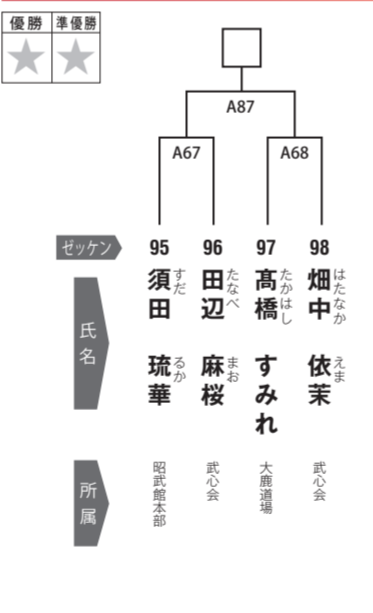 優勝 準優勝
A87
A67 A68
ゼッケン 95 96 97 98
氏名
須田 琉華
すだ るか
田辺 麻桜
たなべ まお
髙橋 すみれ
たかはし
畑中 依茉
はたなか えま
所属
昭武館本部
武心会
大鹿道場
武心会